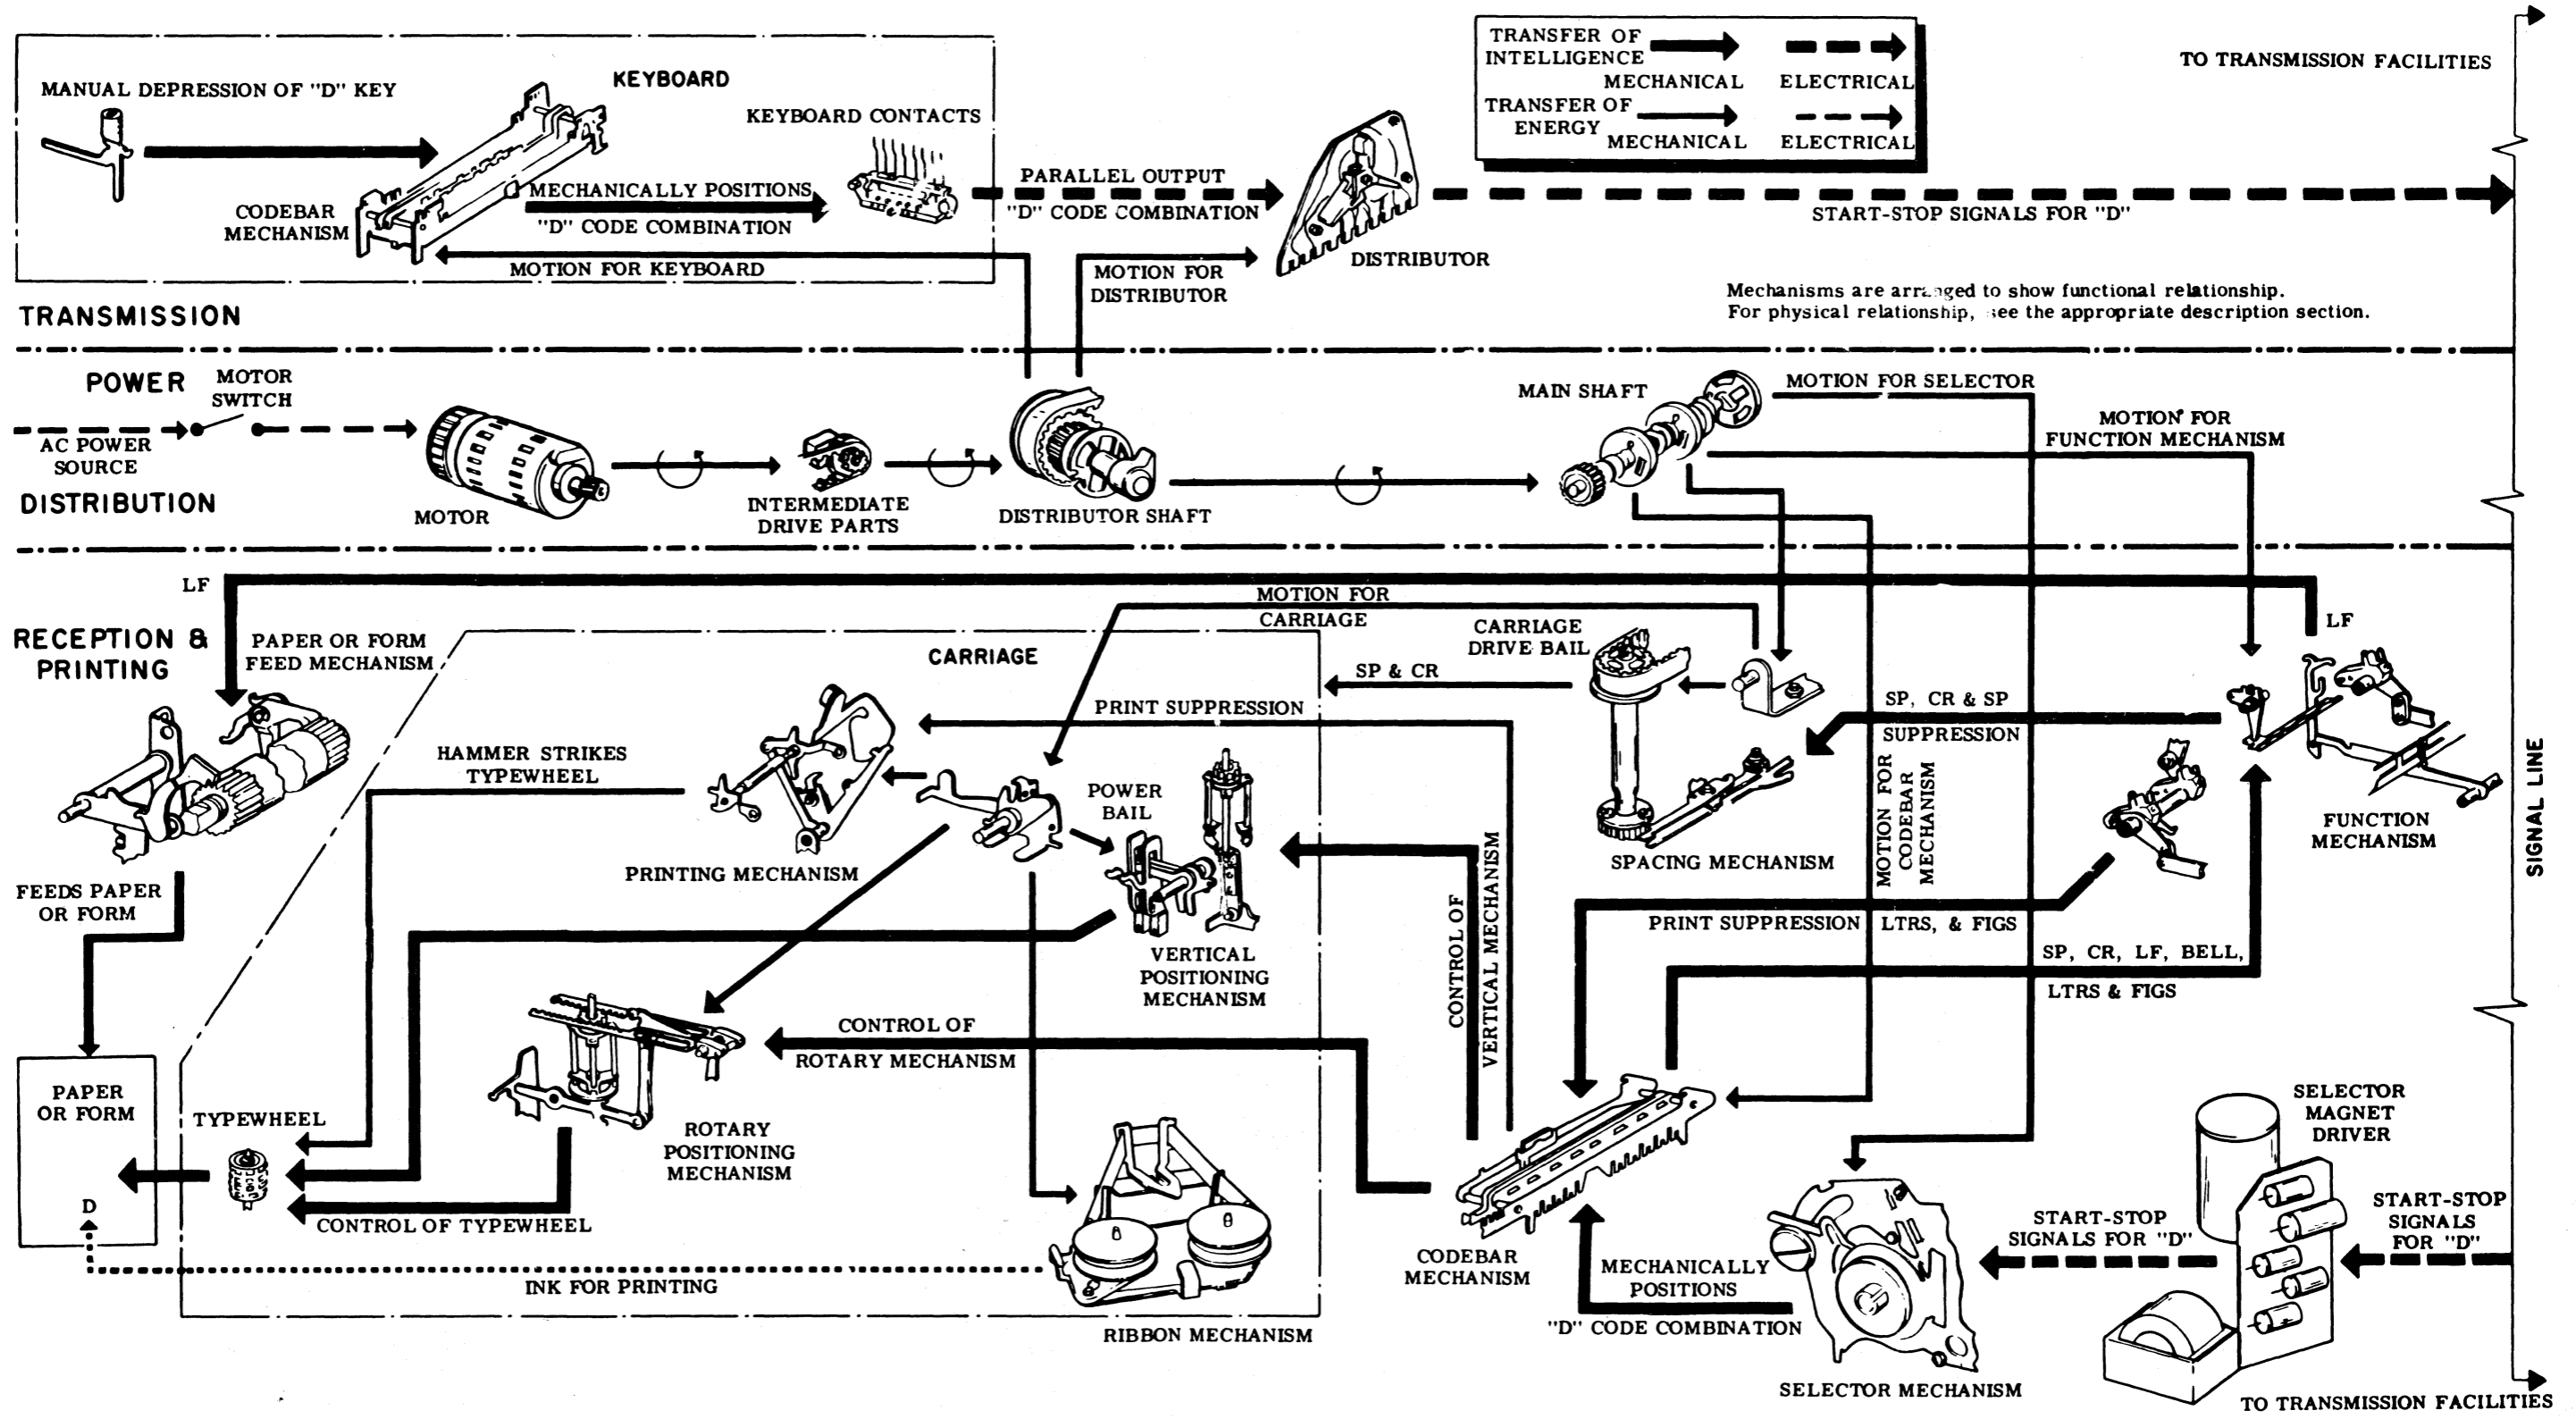 TRANSFER OF
INTELLIGENCE
MECHANICAL
ELECTRICAL
TRANSFER OF
ENERGY
MECHANICAL
ELECTRICAL
TO TRANSMISSION FACILITIES
MANUAL DEPRESSION OF "D" KEY
KEYBOARD
KEYBOARD CONTACTS
CODEBAR
MECHANISM
MECHANICALLY POSITIONS
"D" CODE COMBINATION
PARALLEL OUTPUT
"D" CODE COMBINATION
START-STOP SIGNALS FOR "D"
MOTION FOR KEYBOARD
MOTION FOR
DISTRIBUTOR
DISTRIBUTOR
Mechanisms are arranged to show functional relationship.
For physical relationship, see the appropriate description section.
TRANSMISSION
POWER
DISTRIBUTION
MOTOR
SWITCH
AC POWER
SOURCE
MOTOR
INTERMEDIATE
DRIVE PARTS
DISTRIBUTOR SHAFT
MAIN SHAFT
MOTION FOR SELECTOR
MOTION FOR
FUNCTION MECHANISM
LF
RECEPTION &
PRINTING
PAPER OR FORM
FEED MECHANISM
CARRIAGE
MOTION FOR
CARRIAGE
CARRIAGE
DRIVE BAIL
SP & CR
LF
PRINT SUPPRESSION
SP, CR & SP
SUPPRESSION
HAMMER STRIKES
TYPEWHEEL
POWER
BAIL
MOTION FOR
CODEBAR
MECHANISM
FUNCTION
MECHANISM
SIGNAL LINE
PRINTING MECHANISM
SPACING MECHANISM
FEEDS PAPER
OR FORM
CONTROL OF
VERTICAL MECHANISM
PRINT SUPPRESSION LTRS, & FIGS
VERTICAL
POSITIONING
MECHANISM
SP, CR, LF, BELL,
LTRS & FIGS
CONTROL OF
ROTARY MECHANISM
PAPER
OR FORM
D
TYPEWHEEL
ROTARY
POSITIONING
MECHANISM
CONTROL OF TYPEWHEEL
INK FOR PRINTING
RIBBON MECHANISM
CODEBAR
MECHANISM
MECHANICALLY
POSITIONS
"D" CODE COMBINATION
SELECTOR MECHANISM
START-STOP
SIGNALS FOR "D"
SELECTOR
MAGNET
DRIVER
START-STOP
SIGNALS
FOR "D"
TO TRANSMISSION FACILITIES